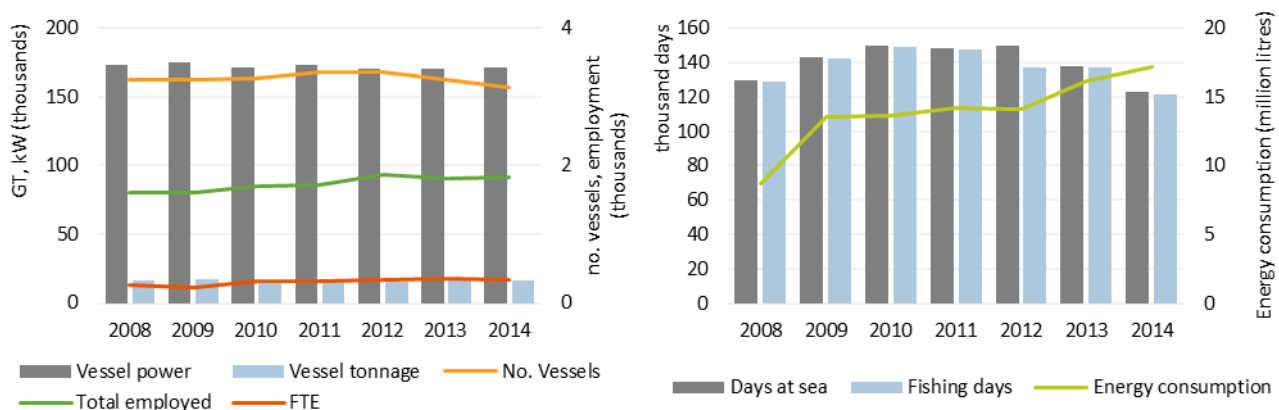 GT, kW (thousands)
200
150
100
50
0
4
2
0
no. vessels, employment
(thousands)
2008 2009 2010 2011 2012 2013 2014
Vessel power Vessel tonnage No. Vessels
Total employed FTE
thousand days
160
140
120
100
80
60
40
20
0
20
15
10
5
0
Energy consumption (million litres)
2008 2009 2010 2011 2012 2013 2014
Days at sea Fishing days Energy consumption